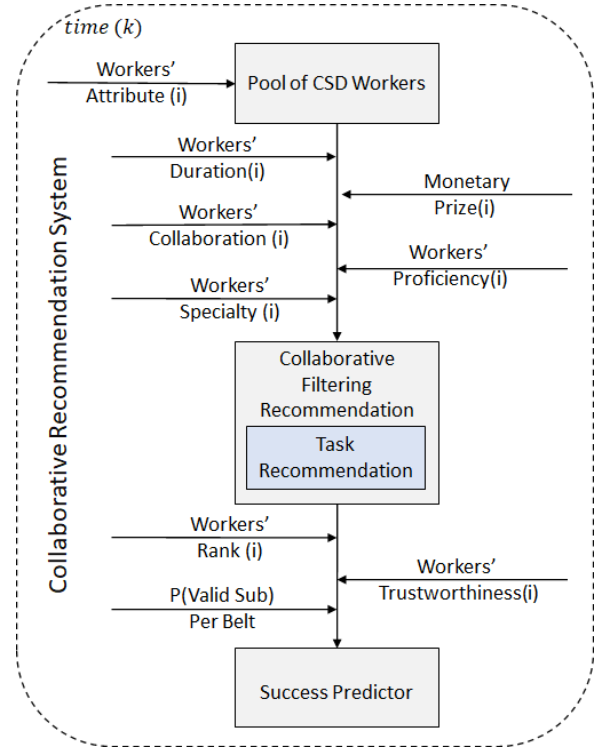 time (k)
Workers'
Attribute (i)
Pool of CSD Workers
Workers'
Duration(i)
Monetary
Prize(i)
Workers'
Collaboration (i)
Workers'
Proficiency(i)
Workers'
Specialty (i)
Collaborative
Filtering
Recommendation
Task
Recommendation
Workers'
Rank (i)
Workers'
Trustworthiness(i)
P(Valid Sub)
Per Belt
Success Predictor
Collaborative Recommendation System